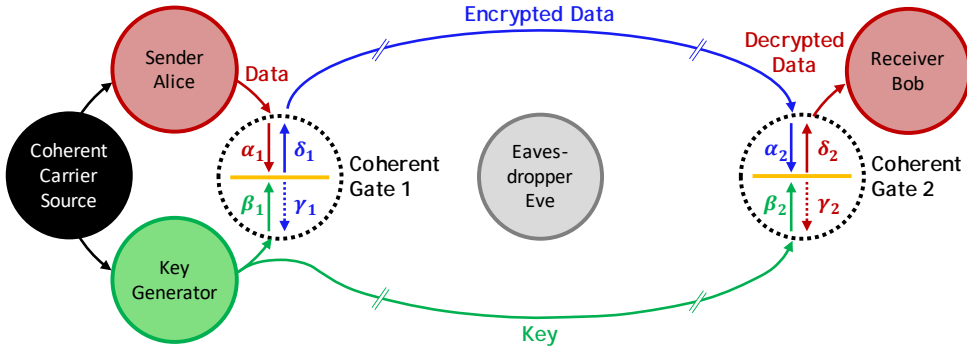 Encrypted Data
Sender
Alice
Data
Decrypted
Data
Receiver
Bob
Coherent
Carrier
Source
α1
δ1
β1
γ1
Coherent
Gate 1
Eaves-
dropper
Eve
α2
δ2
β2
γ2
Coherent
Gate 2
Key
Generator
Key